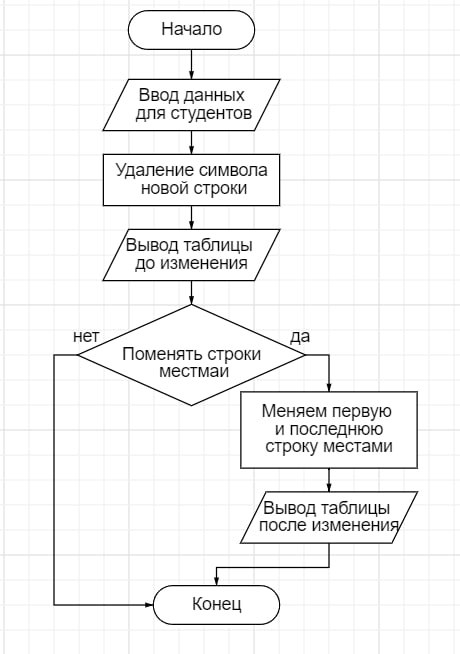 Начало
Ввод данных
для студентов
Удаление символа
новой строки
Вывод таблицы
до изменения
нет
да
Поменять строки
местмаи
Меняем первую
и последнюю
строку местами
Вывод таблицы
после изменения
Конец